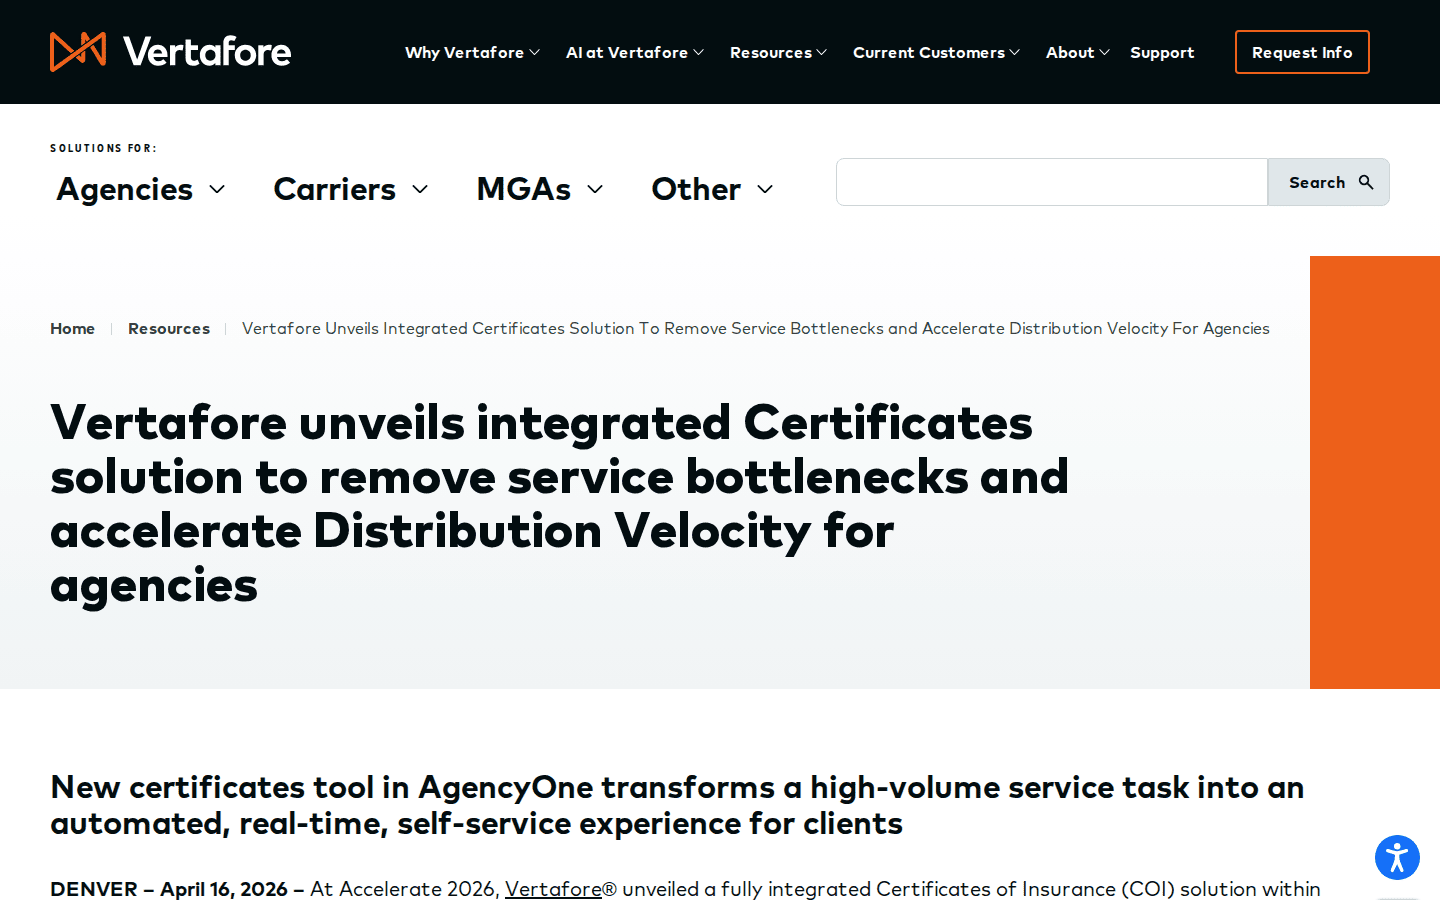 Vertafore
Why Vertafore
AI at Vertafore
Resources
Current Customers
About
Support
Request Info
SOLUTIONS FOR:
Agencies
Carriers
MGAs
Other
Search
Home
Resources
Vertafore Unveils Integrated Certificates Solution To Remove Service Bottlenecks and Accelerate Distribution Velocity For Agencies
Vertafore unveils integrated Certificates
solution to remove service bottlenecks and
accelerate Distribution Velocity for
agencies
New certificates tool in AgencyOne transforms a high-volume service task into an
automated, real-time, self-service experience for clients
DENVER – April 16, 2026 – At Accelerate 2026, Vertafore® unveiled a fully integrated Certificates of Insurance (COI) solution within